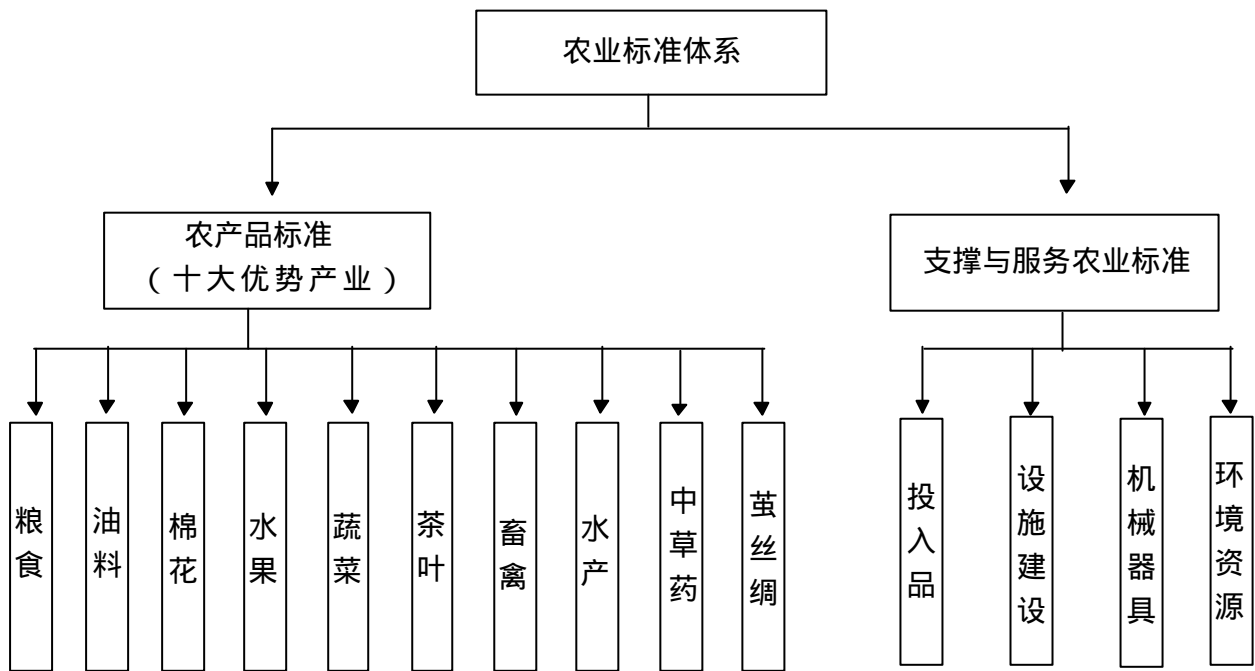 农业标准体系
农产品标准
（十大优势产业）
支撑与服务农业标准
粮食
油料
棉花
水果
蔬菜
茶叶
畜禽
水产
中草药
茧丝绸
投入品
设施建设
机械器具
环境资源